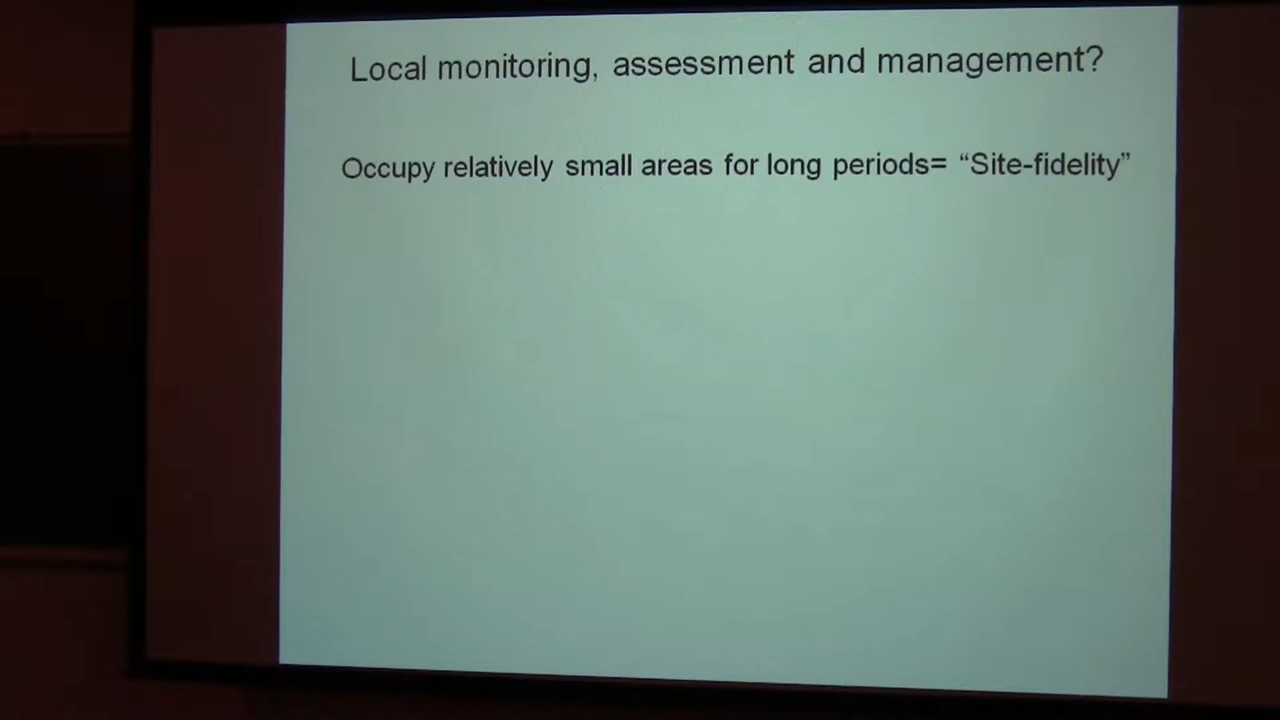 Local monitoring, assessment and management?
Occupy relatively small areas for long periods= “Site-fidelity”